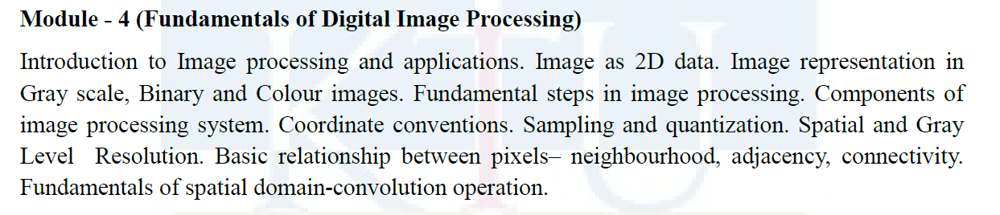 Module - 4 (Fundamentals of Digital Image Processing)
Introduction to Image processing and applications. Image as 2D data. Image representation in
Gray scale, Binary and Colour images. Fundamental steps in image processing. Components of
image processing system. Coordinate conventions. Sampling and quantization. Spatial and Gray
Level Resolution. Basic relationship between pixels– neighbourhood, adjacency, connectivity.
Fundamentals of spatial domain-convolution operation.
KTU